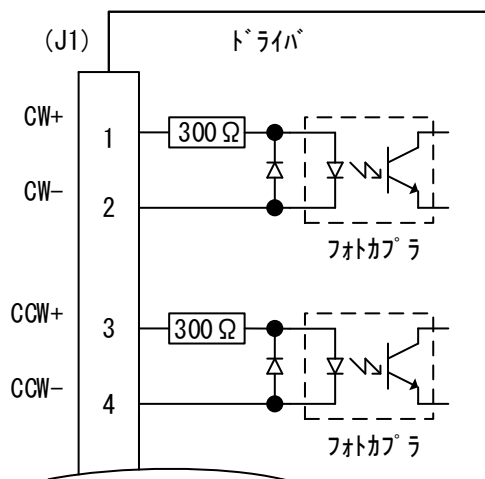 (J1) ﾄﾞﾗｲﾊﾞ
CW+ 1 300Ω
CW- 2
ﾌｫﾄｶﾌﾟﾗ
CCW+ 3 300Ω
CCW- 4
ﾌｫﾄｶﾌﾟﾗ